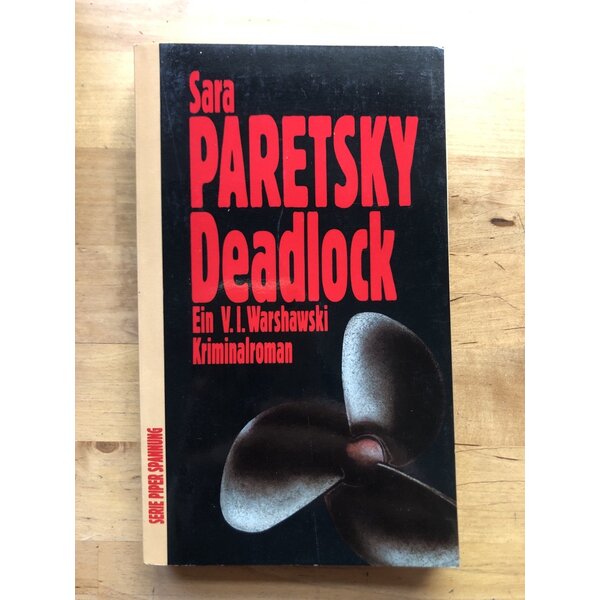 Sara
PARETSKY
Deadlock
Ein V.I. Warshawski
Kriminalroman
SERIE PIPER SPANNUNG